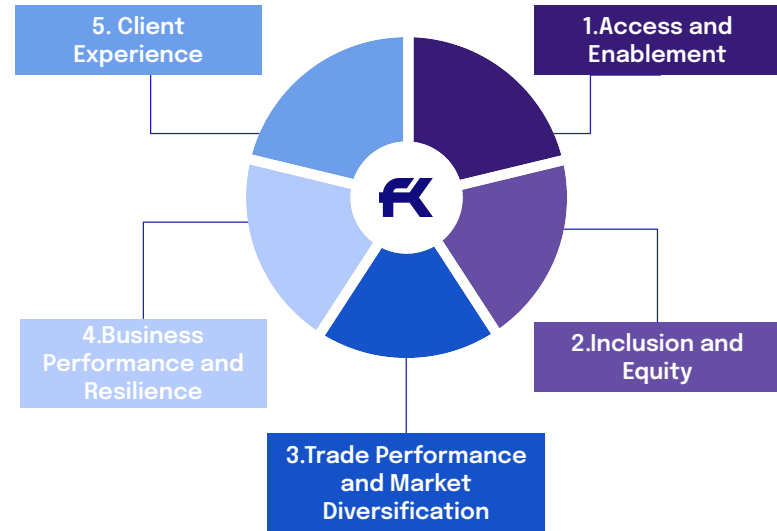 5. Client
Experience
1.Access and
Enablement
FK
4.Business
Performance and
Resilience
2.Inclusion and
Equity
3.Trade Performance
and Market
Diversification